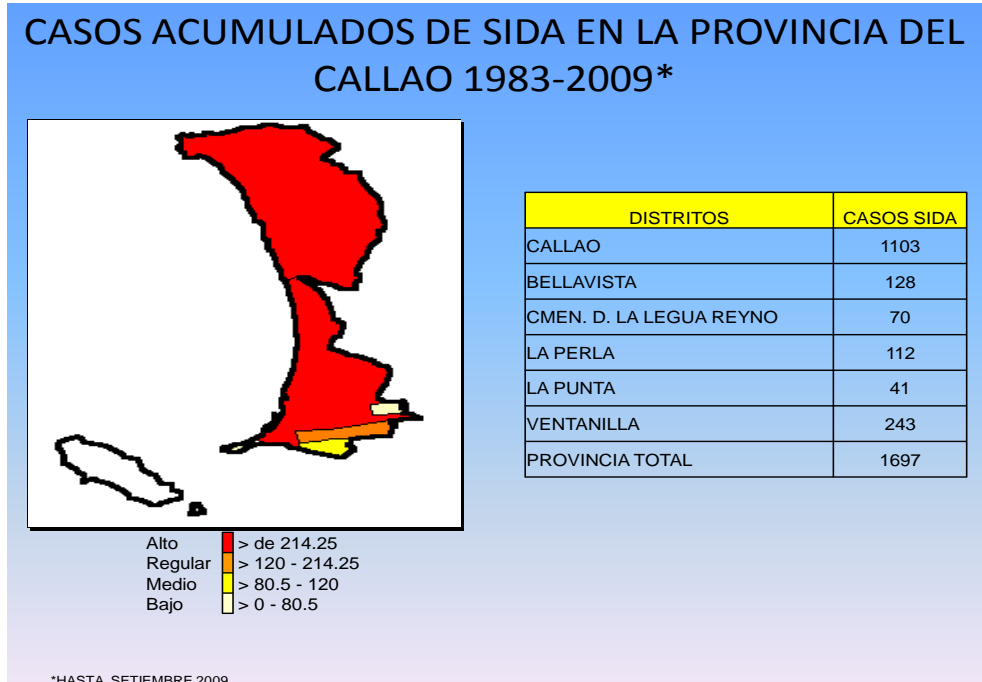 CASOS ACUMULADOS DE SIDA EN LA PROVINCIA DEL
CALLAO 1983-2009*
DISTRITOS CASOS SIDA
CALLAO 1103
BELLAVISTA 128
CMEN. D. LA LEGUA REYNO 70
LA PERLA 112
LA PUNTA 41
VENTANILLA 243
PROVINCIA TOTAL 1697
Alto > de 214.25
Regular > 120 - 214.25
Medio > 80.5 - 120
Bajo > 0 - 80.5
*HASTA SETIEMBRE 2009